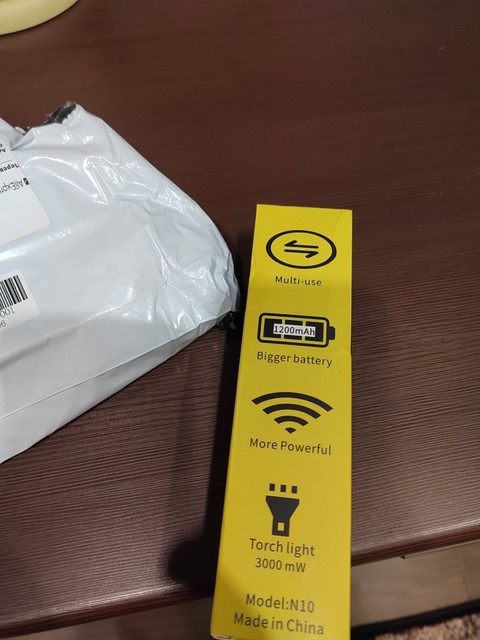 Multi-use
1200mAh
Bigger battery
More Powerful
Torch light
3000 mW
Model:N10
Made in China